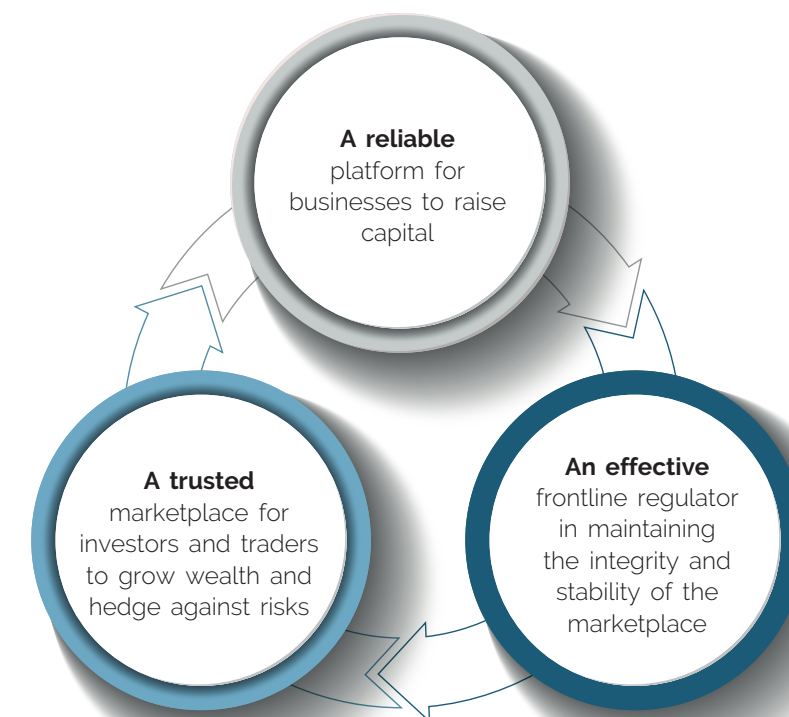 A reliable
platform for
businesses to raise
capital
A trusted
marketplace for
investors and traders
to grow wealth and
hedge against risks
An effective
frontline regulator
in maintaining
the integrity and
stability of the
marketplace